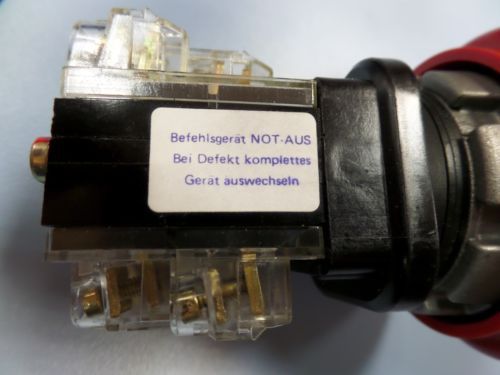 Befehlsgerät NOT-AUS
Bei Defekt komplettes
Gerät auswechseln